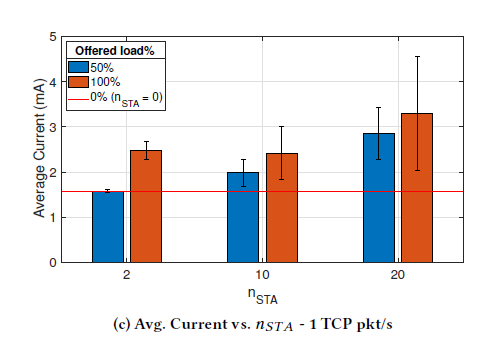 5
Offered load%
50%
100%
0% (nSTA = 0)
4
3
2
1
0
Average Current (mA)
2 10 20
nSTA
(c) Avg. Current vs. nSTA - 1 TCP pkt/s